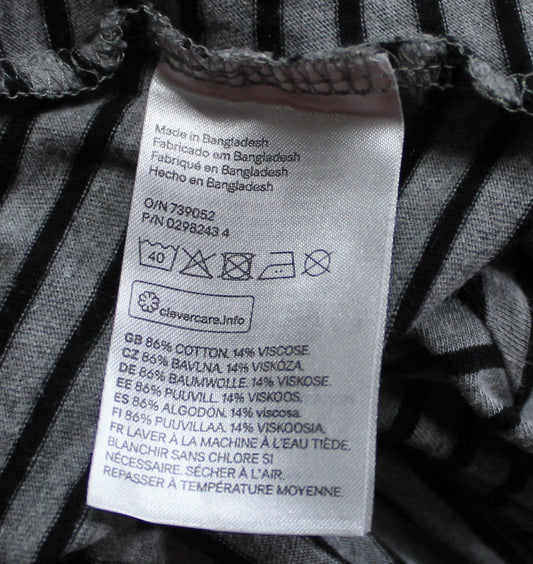 Made in Bangladesh
Fabricado em Bangladesh
Fabriqué en Bangladesh
Hecho en Bangladesh
O/N 739052
P/N 0298243 4
40
clevercare.info
GB 86% COTTON. 14% VISCOSE.
CZ 86% BAVLNA. 14% VISKÓZA.
DE 86% BAUMWOLLE. 14% VISKOSE.
EE 86% PUUVILL. 14% VISKOOS.
ES 86% ALGODÓN. 14% viscosa.
FI 86% PUUVILLAA. 14% VISKOOSIA.
FR LAVER À LA MACHINE À L'EAU TIÈDE.
BLANCHIR SANS CHLORE SI
NÉCESSAIRE. SÉCHER À L'AIR.
REPASSER À TEMPÉRATURE MOYENNE.